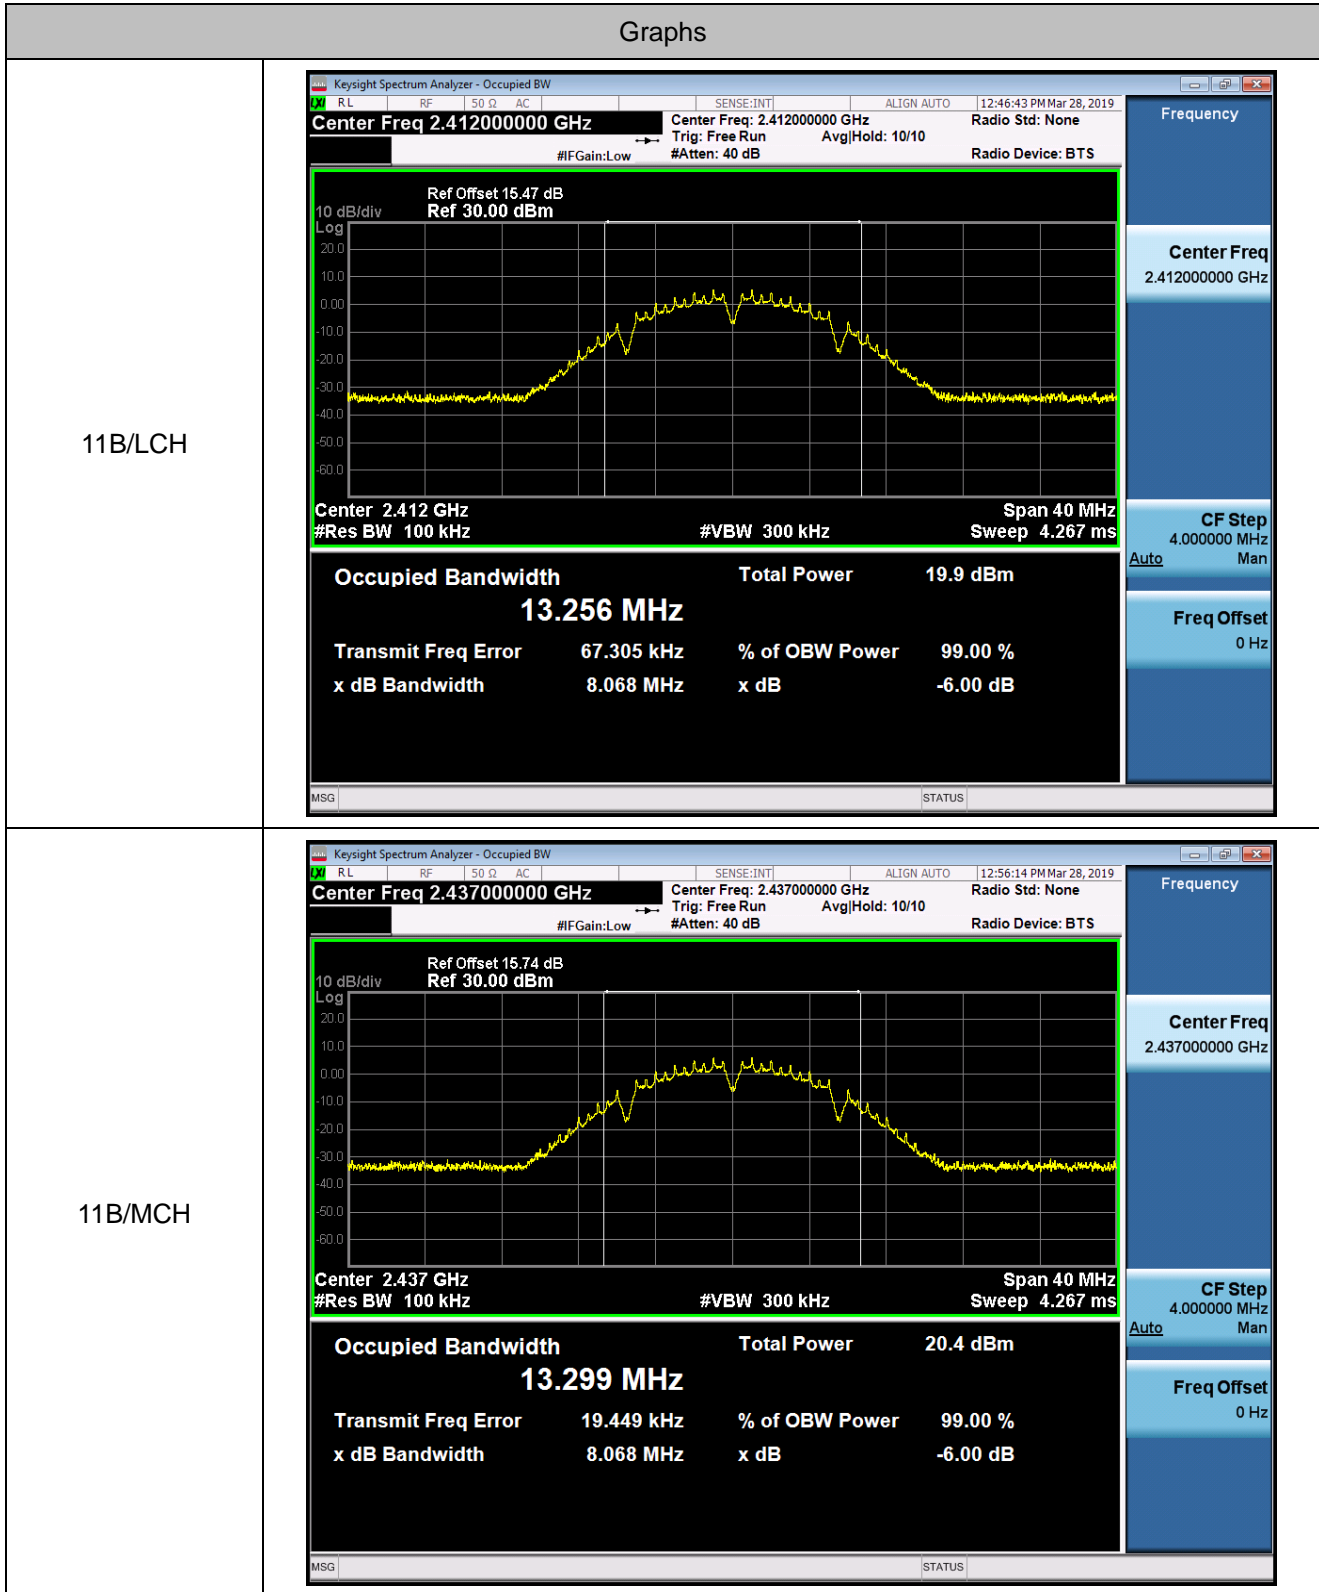 Graphs
11B/LCH
Keysight Spectrum Analyzer - Occupied BW
LXI RL RF 50 Ω AC SENSE:INT ALIGN AUTO 12:46:43 PM Mar 28, 2019
Center Freq 2.412000000 GHz
Center Freq: 2.412000000 GHz Radio Std: None
Trig: Free Run Avg|Hold: 10/10
#IFGain:Low #Atten: 40 dB Radio Device: BTS
Ref Offset 15.47 dB
10 dB/div Ref 30.00 dBm
Log
20.0
10.0
0.00
-10.0
-20.0
-30.0
-40.0
-50.0
-60.0
Center 2.412 GHz Span 40 MHz
#Res BW 100 kHz #VBW 300 kHz Sweep 4.267 ms
Occupied Bandwidth Total Power 19.9 dBm
13.256 MHz
Transmit Freq Error 67.305 kHz % of OBW Power 99.00 %
x dB Bandwidth 8.068 MHz x dB -6.00 dB
MSG STATUS
Frequency
Center Freq
2.412000000 GHz
CF Step
4.000000 MHz
Auto Man
Freq Offset
0 Hz
11B/MCH
Keysight Spectrum Analyzer - Occupied BW
LXI RL RF 50 Ω AC SENSE:INT ALIGN AUTO 12:56:14 PM Mar 28, 2019
Center Freq 2.437000000 GHz
Center Freq: 2.437000000 GHz Radio Std: None
Trig: Free Run Avg|Hold: 10/10
#IFGain:Low #Atten: 40 dB Radio Device: BTS
Ref Offset 15.74 dB
10 dB/div Ref 30.00 dBm
Log
20.0
10.0
0.00
-10.0
-20.0
-30.0
-40.0
-50.0
-60.0
Center 2.437 GHz Span 40 MHz
#Res BW 100 kHz #VBW 300 kHz Sweep 4.267 ms
Occupied Bandwidth Total Power 20.4 dBm
13.299 MHz
Transmit Freq Error 19.449 kHz % of OBW Power 99.00 %
x dB Bandwidth 8.068 MHz x dB -6.00 dB
MSG STATUS
Frequency
Center Freq
2.437000000 GHz
CF Step
4.000000 MHz
Auto Man
Freq Offset
0 Hz